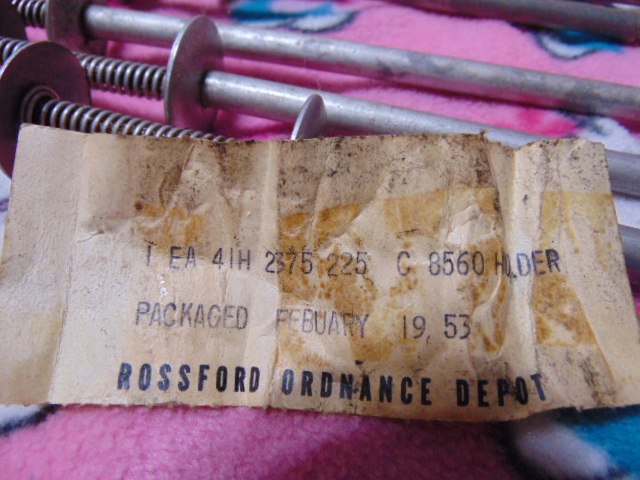 1 EA 41H 2375 225 C 8560 HOLDER
PACKAGED FEBUARY 19, 53
ROSSFORD ORDNANCE DEPOT